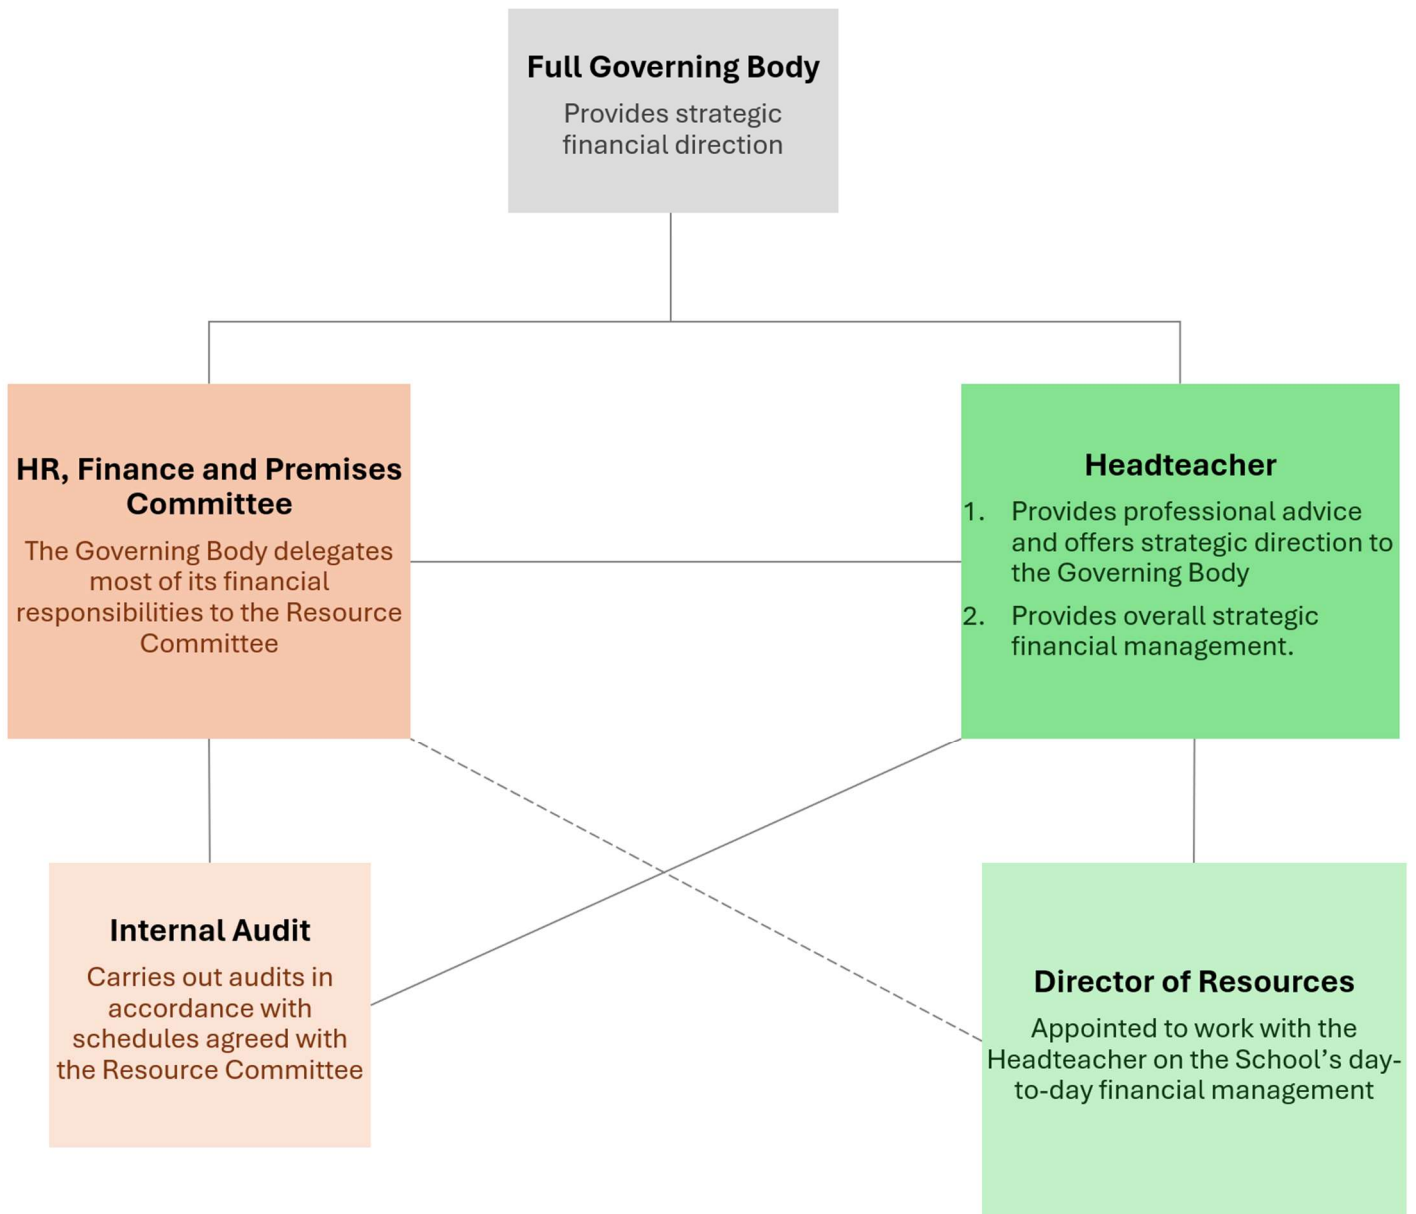 Full Governing Body
Provides strategic
financial direction
HR, Finance and Premises
Committee
The Governing Body delegates
most of its financial
responsibilities to the Resource
Committee
Headteacher
1. Provides professional advice
and offers strategic direction to
the Governing Body
2. Provides overall strategic
financial management.
Internal Audit
Carries out audits in
accordance with
schedules agreed with
the Resource Committee
Director of Resources
Appointed to work with the
Headteacher on the School’s day-
to-day financial management